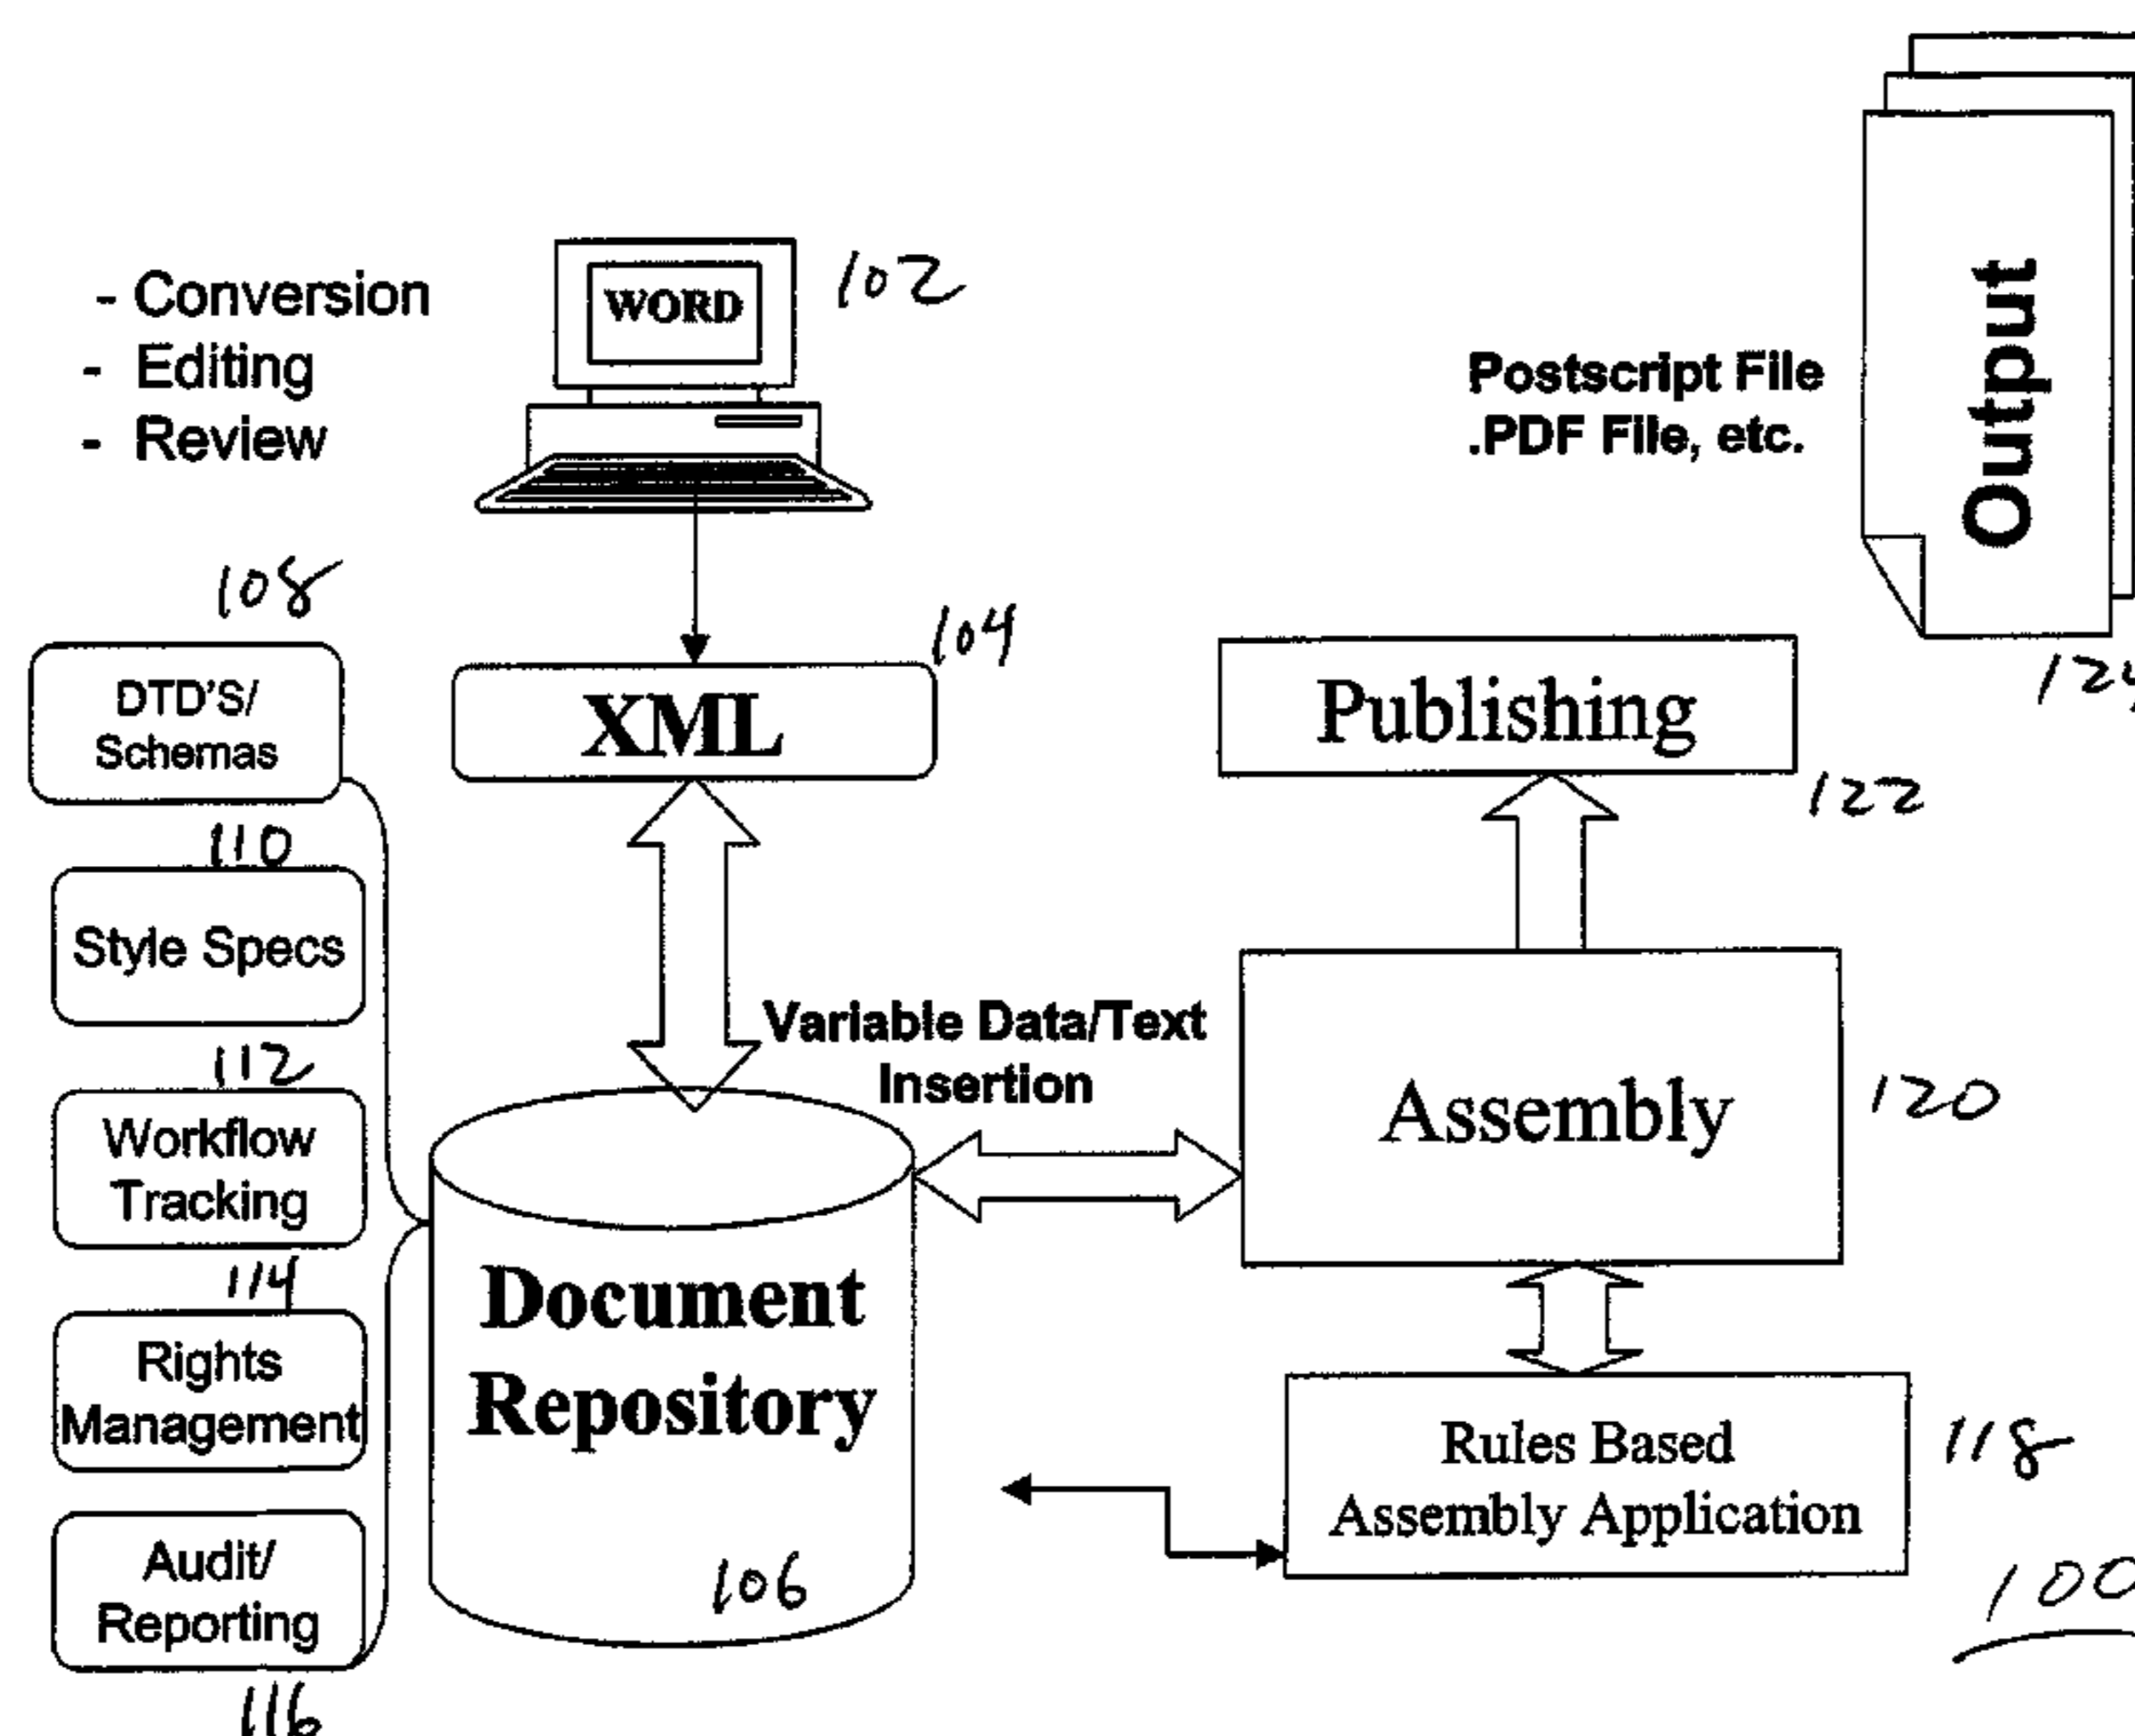 - Conversion
- Editing
- Review
WORD
102
Postscript File
.PDF File, etc.
Output
124
108
DTD'S/
Schemas
XML
104
Publishing
122
110
Style Specs
Variable Data/Text
Insertion
112
Workflow
Tracking
Assembly
120
114
Rights
Management
Document
Repository
106
Rules Based
Assembly Application
118
100
Audit/
Reporting
116